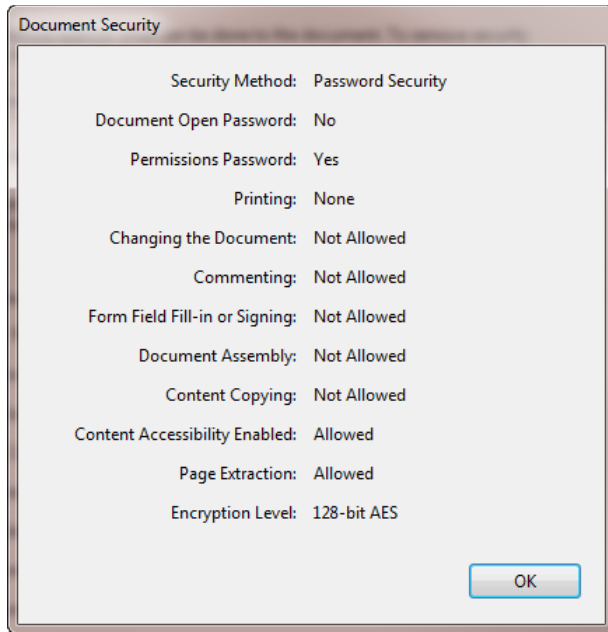 Document Security
Security Method: Password Security
Document Open Password: No
Permissions Password: Yes
Printing: None
Changing the Document: Not Allowed
Commenting: Not Allowed
Form Field Fill-in or Signing: Not Allowed
Document Assembly: Not Allowed
Content Copying: Not Allowed
Content Accessibility Enabled: Allowed
Page Extraction: Allowed
Encryption Level: 128-bit AES
OK